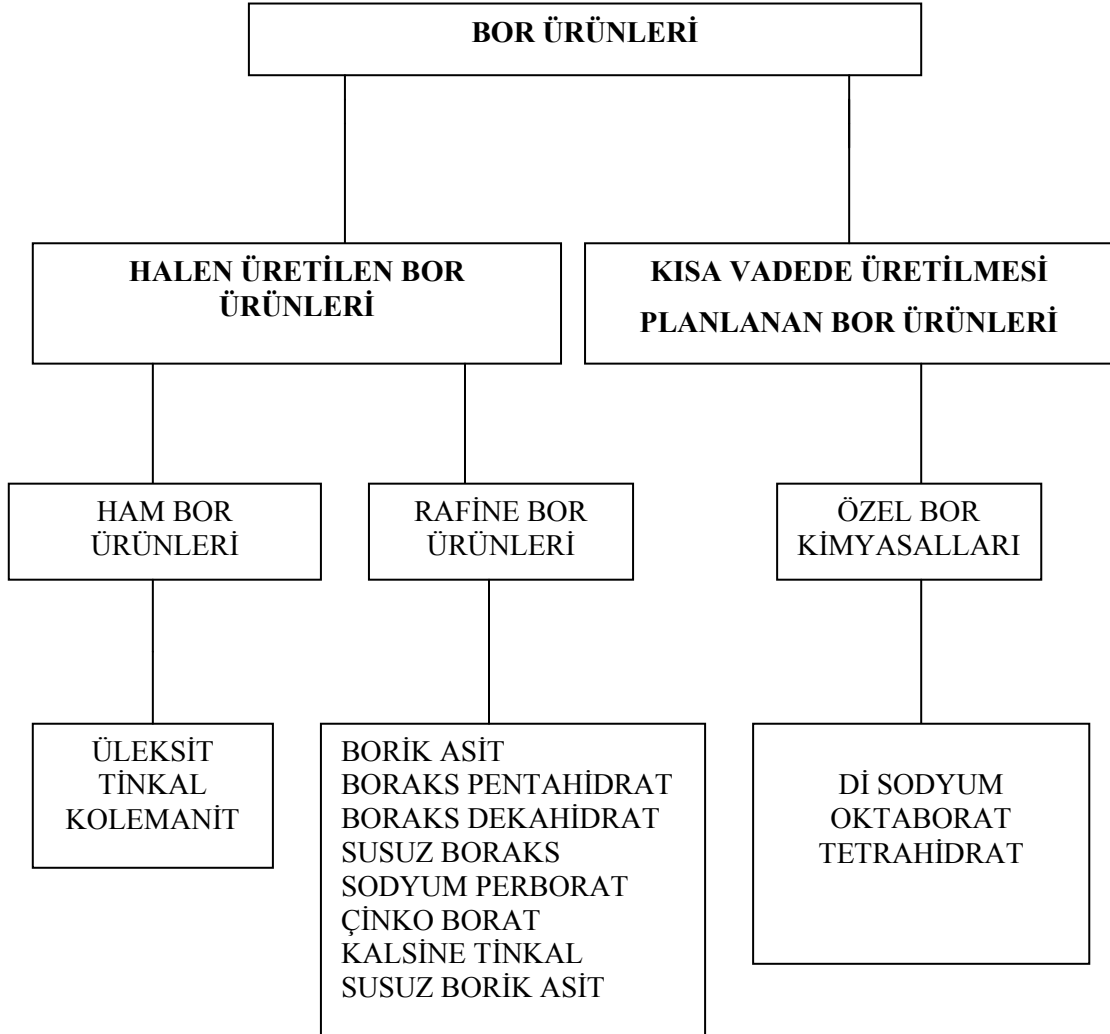 BOR ÜRÜNLERİ
HALEN ÜRETİLEN BOR
ÜRÜNLERİ
KISA VADEDE ÜRETİLMESİ
PLANLANAN BOR ÜRÜNLERİ
HAM BOR
ÜRÜNLERİ
RAFİNE BOR
ÜRÜNLERİ
ÖZEL BOR
KİMYASALLARI
ÜLEKSİT
TİNKAL
KOLEMANİT
BORİK ASİT
BORAKS PENTAHİDRAT
BORAKS DEKAHİDRAT
SUSUZ BORAKS
SODYUM PERBORAT
ÇİNKO BORAT
KALSİNE TİNKAL
SUSUZ BORİK ASİT
Dİ SODYUM
OKTABORAT
TETRAHİDRAT